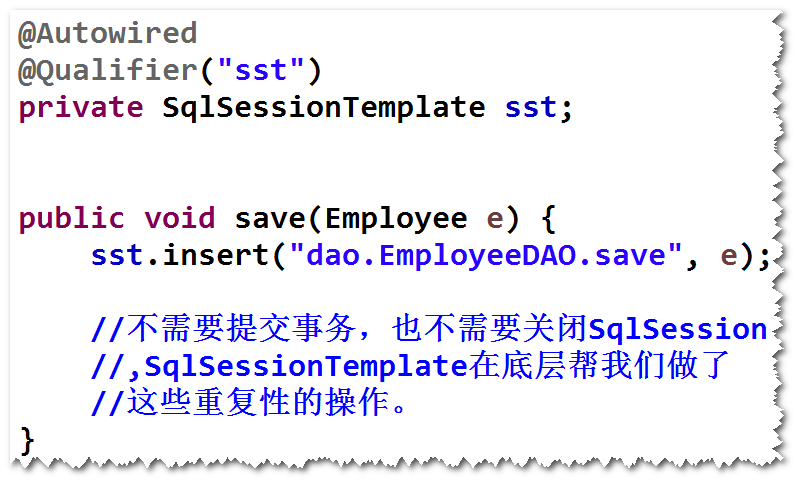 @Autowired
@Qualifier("sst")
private SqlSessionTemplate sst;
public void save(Employee e) {
    sst.insert("dao.EmployeeDAO.save", e);
    //不需要提交事务，也不需要关闭SqlSession
    //,SqlSessionTemplate在底层帮我们做了
    //这些重复性的操作。
}